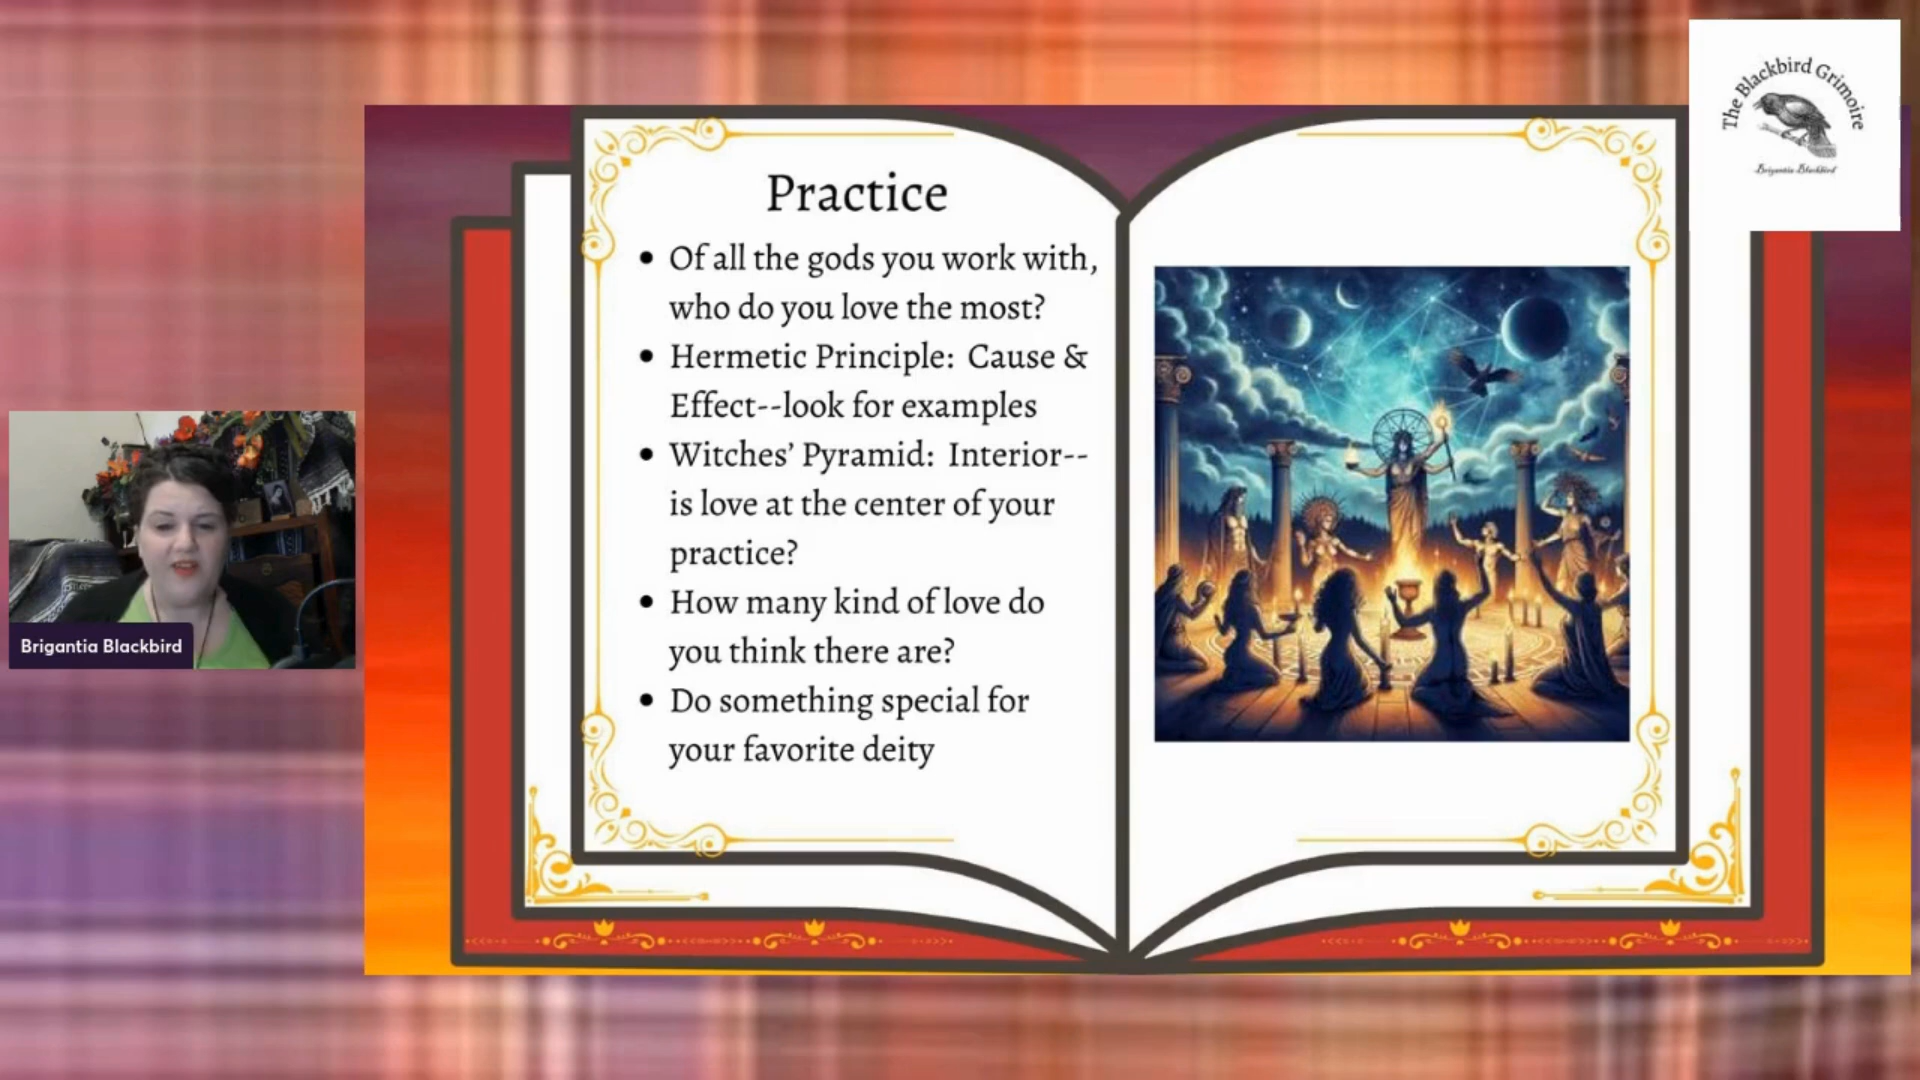 The Blackbird Grimoire
Brigantia Blackbird
Practice
• Of all the gods you work with,
who do you love the most?
• Hermetic Principle: Cause &
Effect--look for examples
• Witches’ Pyramid: Interior--
is love at the center of your
practice?
• How many kind of love do
you think there are?
• Do something special for
your favorite deity
Brigantia Blackbird